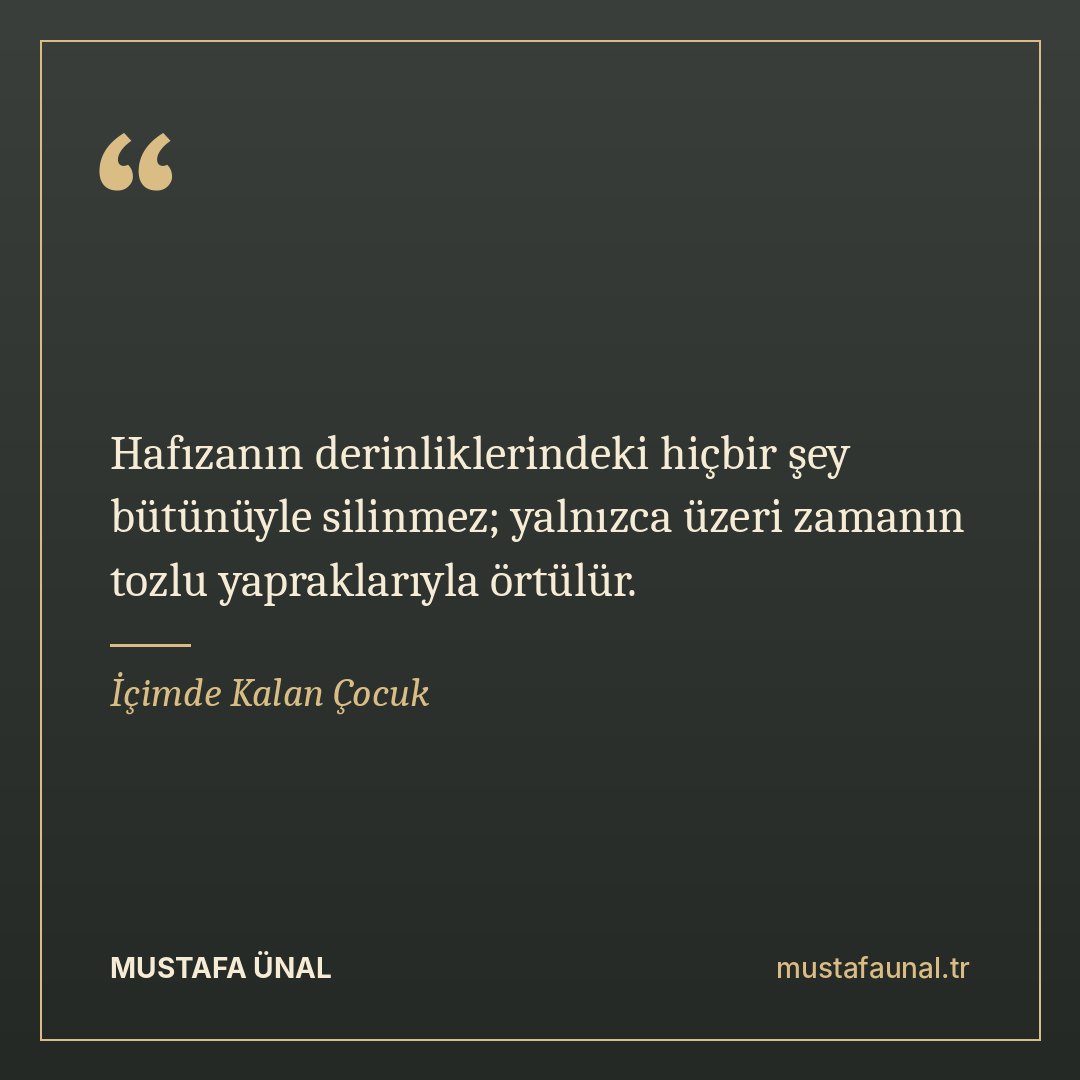 “
Hafızanın derinliklerindeki hiçbir şey
bütünüyle silinmez; yalnızca üzeri zamanın
tozlu yapraklarıyla örtülür.
İçimde Kalan Çocuk
MUSTAFA ÜNAL
mustafaunal.tr